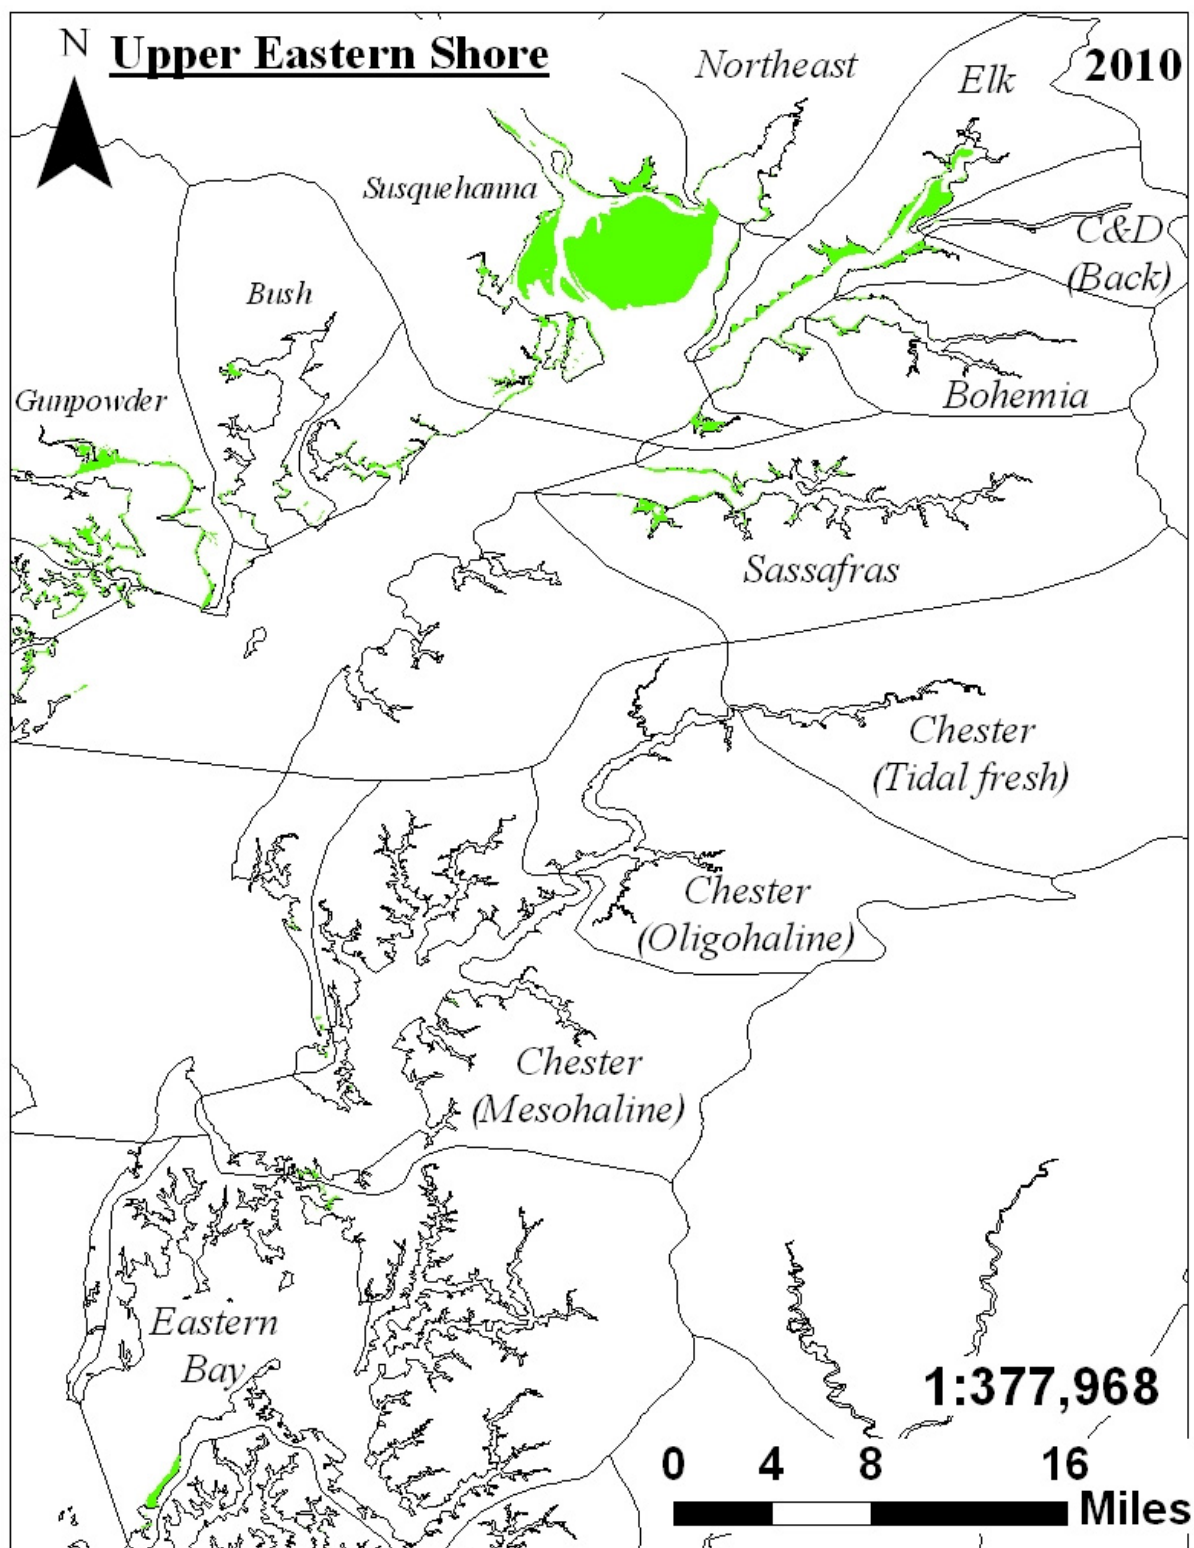 N
Upper Eastern Shore
2010
Northeast
Elk
Susquehanna
C&D
(Back)
Bush
Gunpowder
Bohemia
Sassafras
Chester
(Tidal fresh)
Chester
(Oligohaline)
Chester
(Mesohaline)
Eastern
Bay
1:377,968
0 4 8 16
Miles